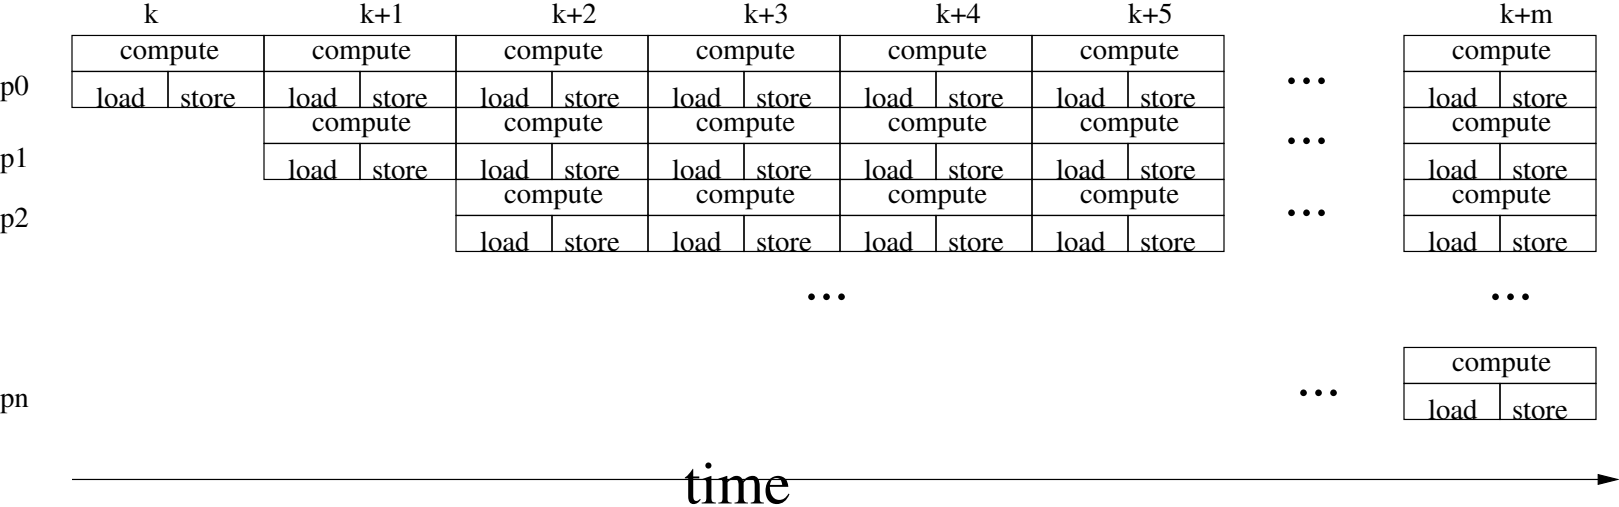 k k+1 k+2 k+3 k+4 k+5 k+m
compute compute compute compute compute compute compute
p0 load store load store load store load store load store load store ... load store
compute compute compute compute compute compute
p1 load store load store load store load store load store ... load store
compute compute compute compute compute
p2 load store load store load store load store ... load store
... ...
compute
pn ... load store
time